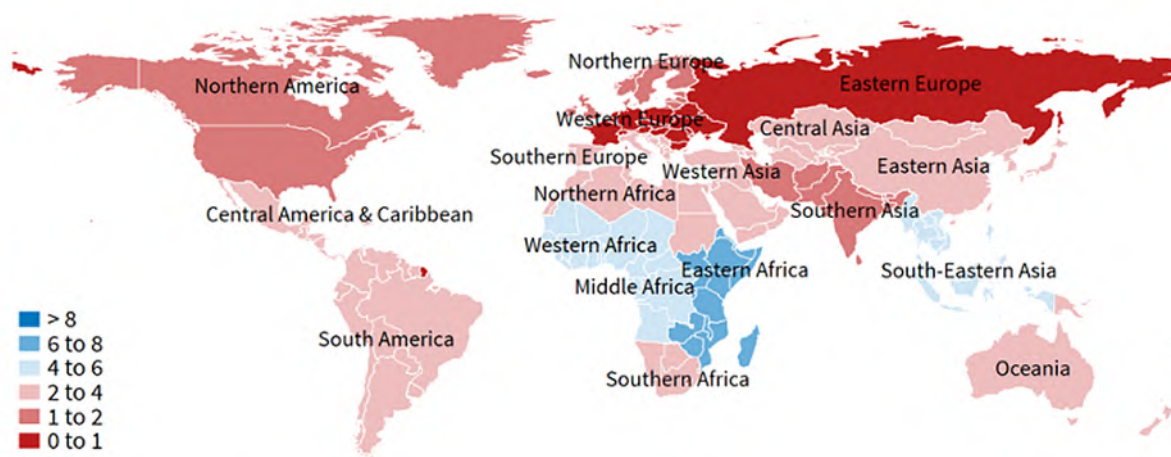 Northern Europe
Northern America
Eastern Europe
Western Europe
Central Asia
Southern Europe
Eastern Asia
Western Asia
Northern Africa
Southern Asia
Central America & Caribbean
Western Africa
Eastern Africa
South-Eastern Asia
Middle Africa
South America
Oceania
Southern Africa
> 8
6 to 8
4 to 6
2 to 4
1 to 2
0 to 1